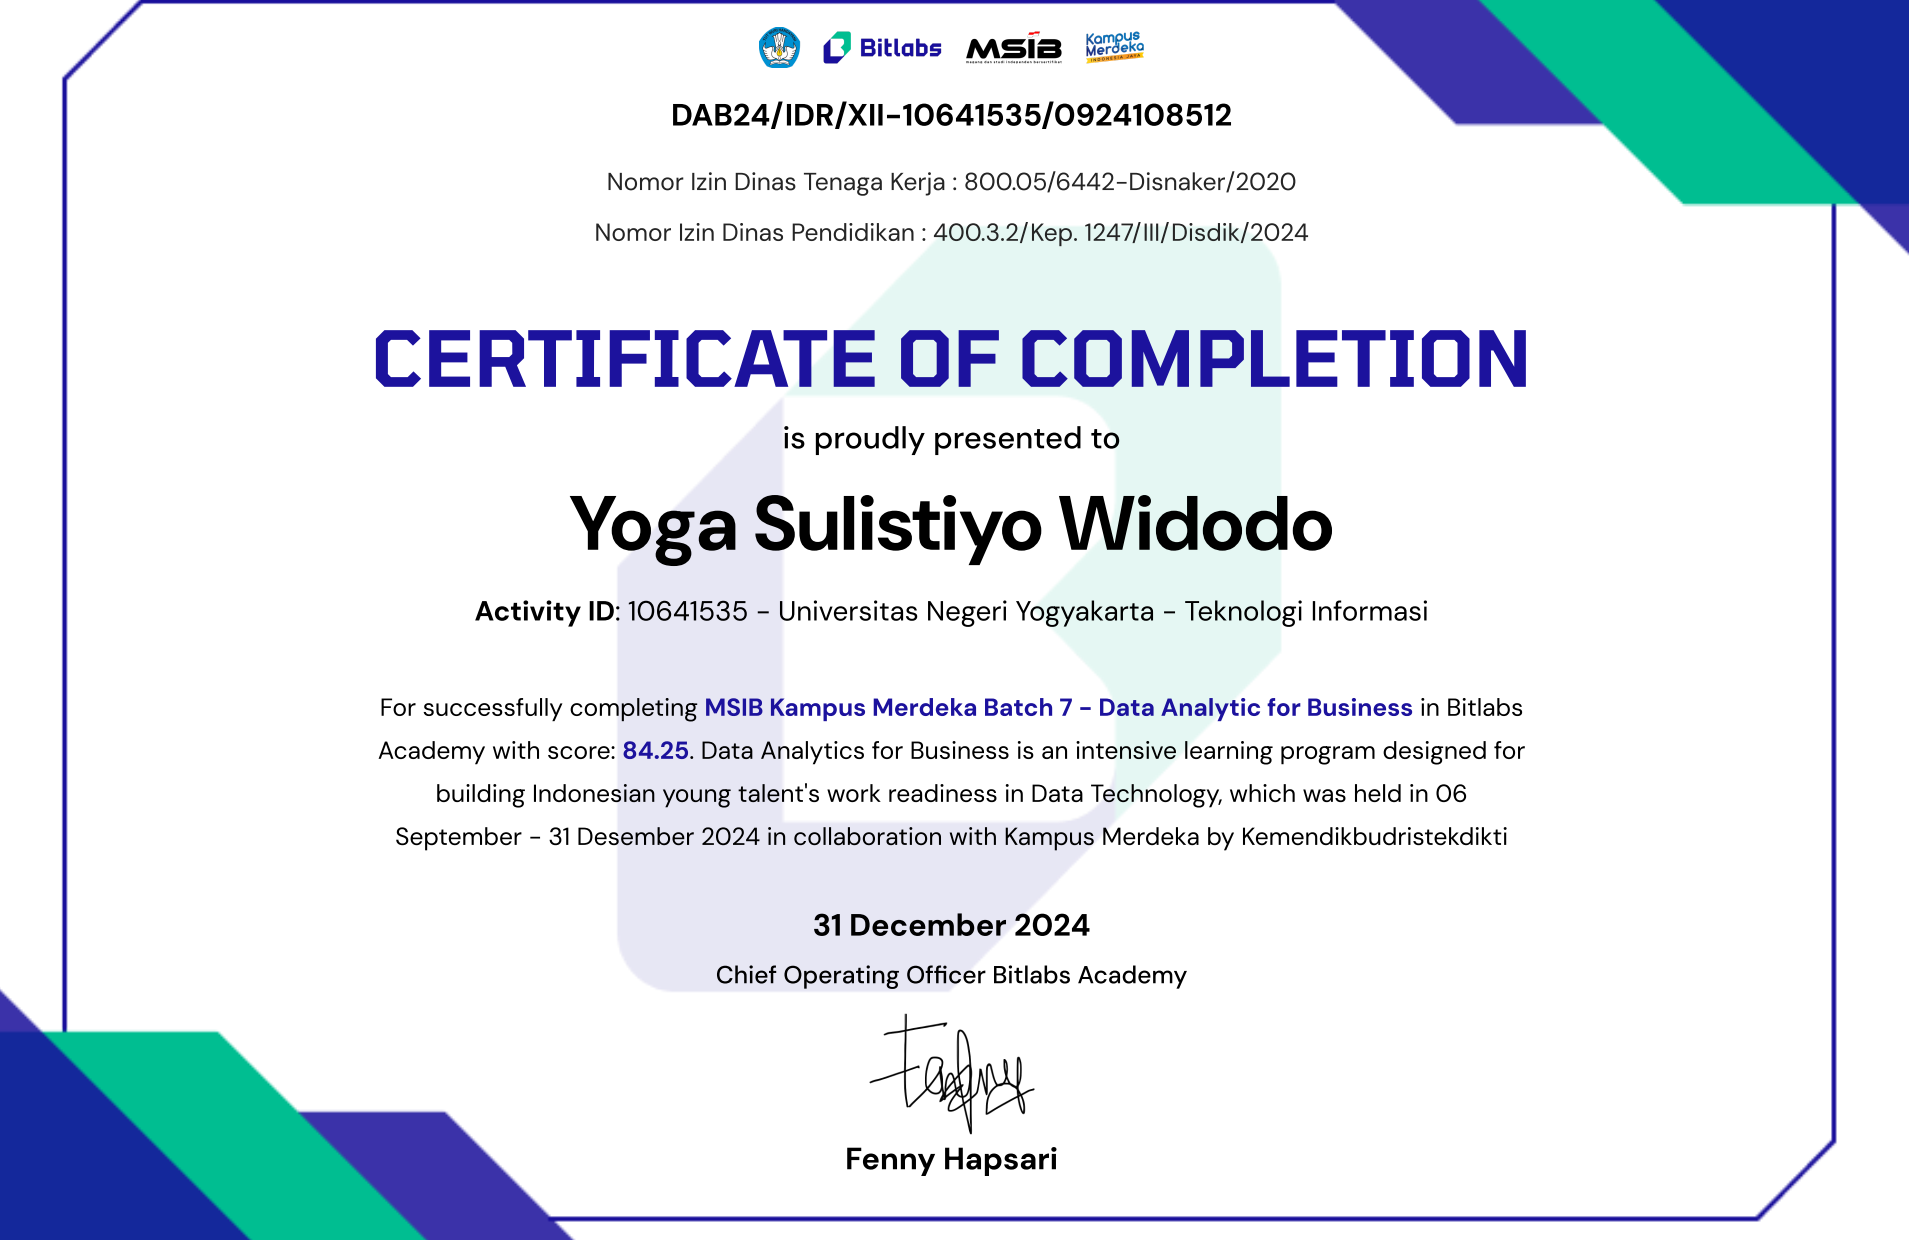 Bitlabs
MSIB
Kampus
Merdeka
INDONESIA JAYA
DAB24/IDR/XII-10641535/0924108512
Nomor Izin Dinas Tenaga Kerja : 800.05/6442-Disnaker/2020
Nomor Izin Dinas Pendidikan : 400.3.2/Kep. 1247/III/Disdik/2024
CERTIFICATE OF COMPLETION
is proudly presented to
Yoga Sulistiyo Widodo
Activity ID: 10641535 - Universitas Negeri Yogyakarta - Teknologi Informasi
For successfully completing MSIB Kampus Merdeka Batch 7 - Data Analytic for Business in Bitlabs
Academy with score: 84.25. Data Analytics for Business is an intensive learning program designed for
building Indonesian young talent's work readiness in Data Technology, which was held in 06
September - 31 Desember 2024 in collaboration with Kampus Merdeka by Kemendikbudristekdikti
31 December 2024
Chief Operating Officer Bitlabs Academy
Fenny Hapsari